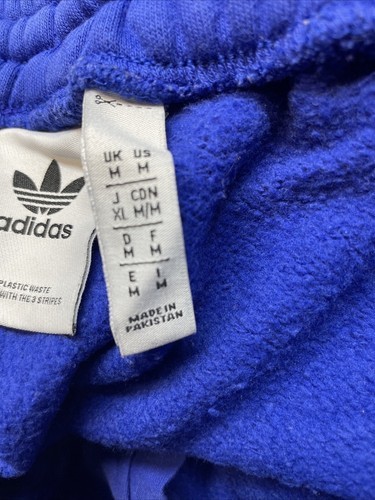 adidas
PLASTIC WASTE
WITH THE 3 STRIPES
UK US
M M
J CDN
XL M/M
D F
M M
E I
M M
MADE IN
PAKISTAN